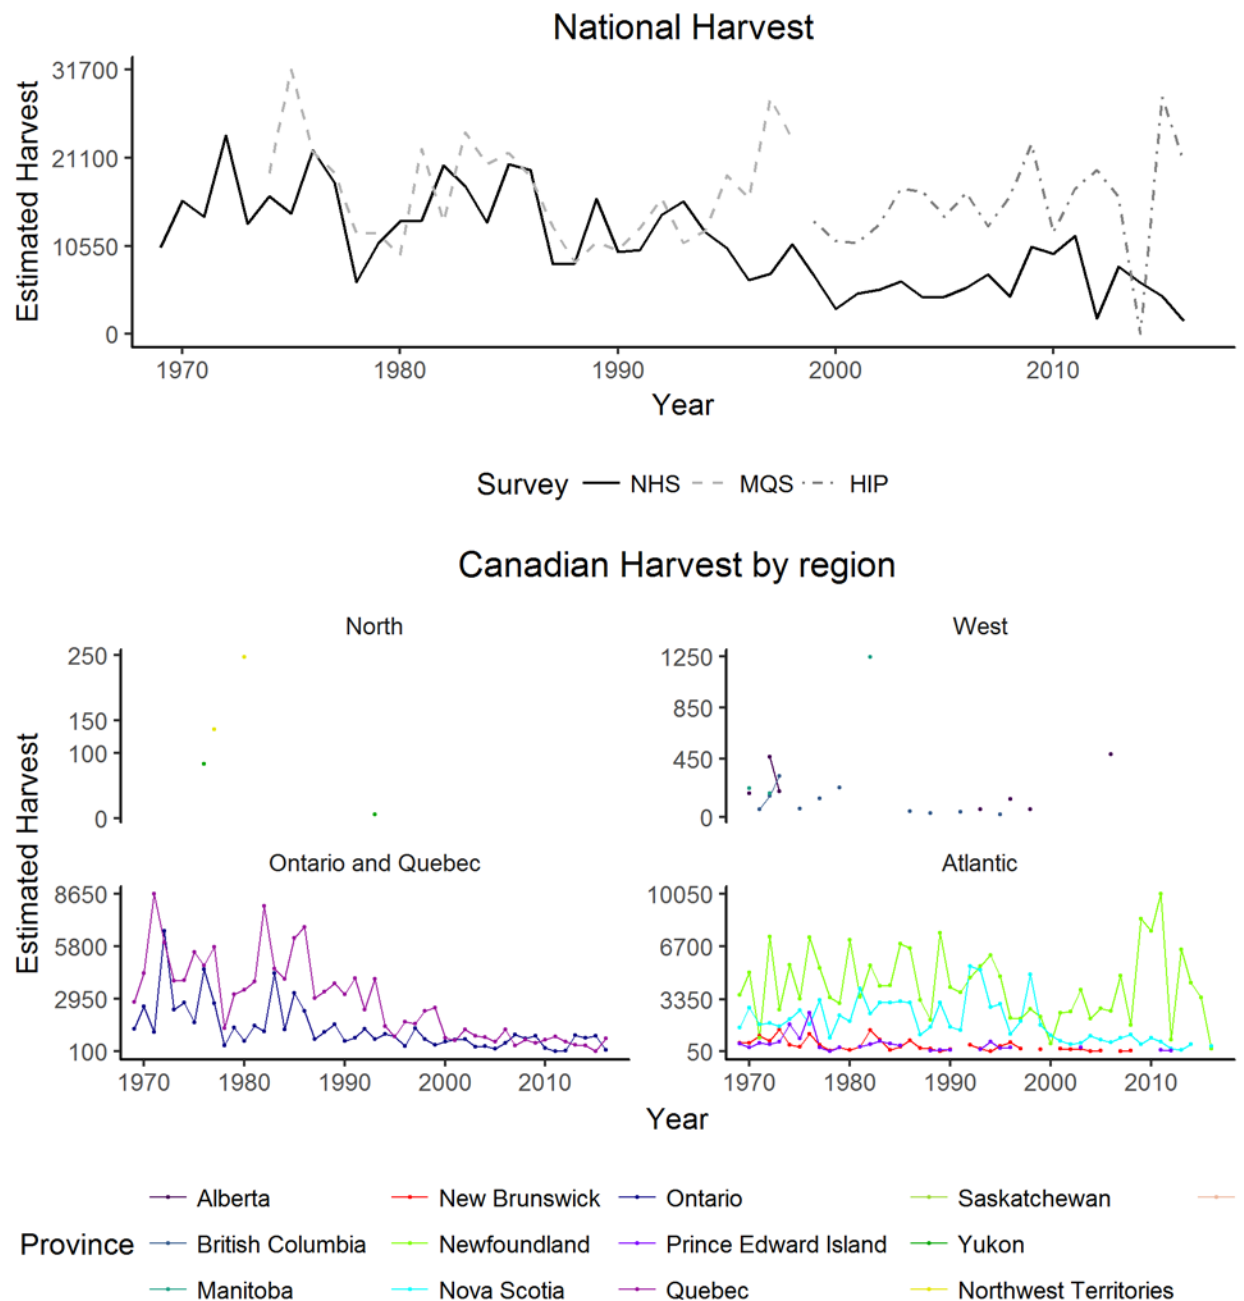 National Harvest
Estimated Harvest
31700
21100
10550
0
1970 1980 1990 2000 2010
Year
Survey NHS MQS HIP
Canadian Harvest by region
Estimated Harvest
North
250
150
100
0
West
1250
850
450
0
Ontario and Quebec
8650
5800
2950
100
1970 1980 1990 2000 2010
Atlantic
10050
6700
3350
50
1970 1980 1990 2000 2010
Estimated Harvest
Year
Province
Alberta New Brunswick Ontario Saskatchewan
British Columbia Newfoundland Prince Edward Island Yukon
Manitoba Nova Scotia Quebec Northwest Territories